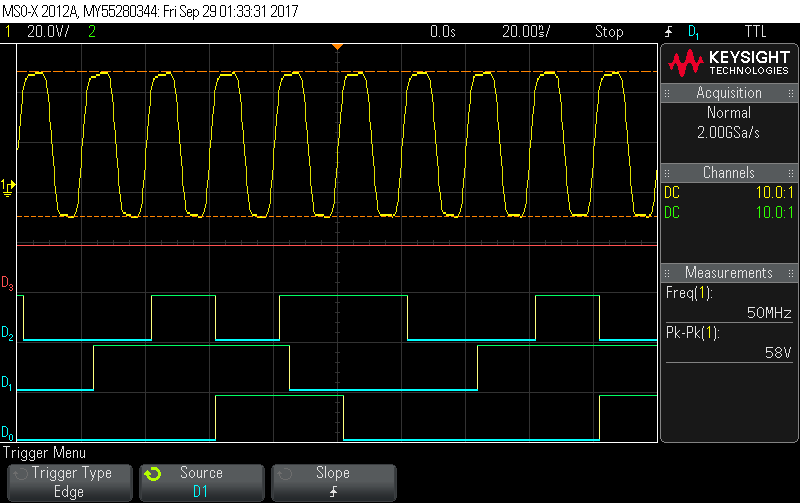 MSO-X 2012A, MY55280344: Fri Sep 29 01:33:31 2017
1 20.0V/ 2 0.0s 20.00ns/ Stop D1 TTL
KEYSIGHT
TECHNOLOGIES
Acquisition
Normal
2.00GSa/s
Channels
DC 10.0:1
DC 10.0:1
Measurements
Freq(1):
50MHz
Pk-Pk(1):
58V
1
D3
D2
D1
D0
Trigger Menu
Trigger Type
Edge
Source
D1
Slope